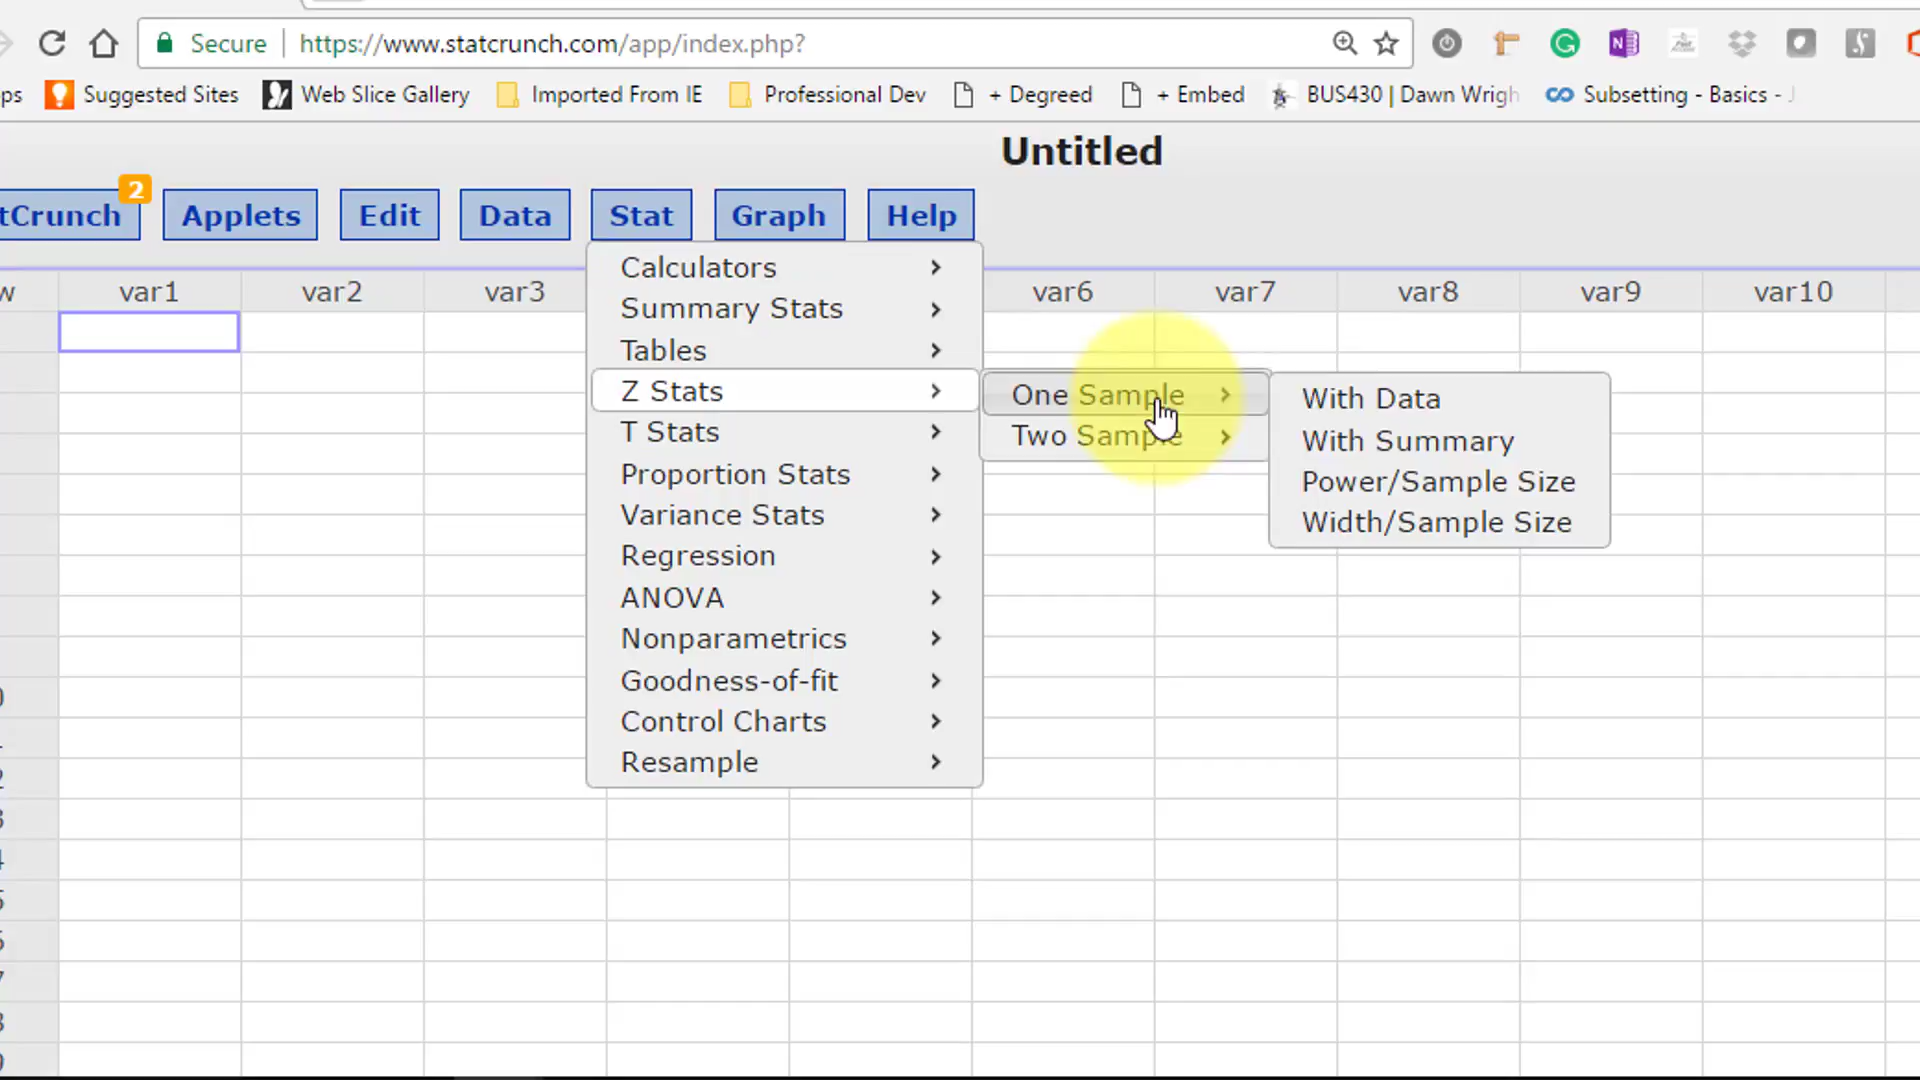 Secure https://www.statcrunch.com/app/index.php?
ps Suggested Sites Web Slice Gallery Imported From IE Professional Dev + Degreed + Embed BUS430 | Dawn Wrigh Subsetting - Basics -
Untitled
2
tCrunch Applets Edit Data Stat Graph Help
w var1 var2 var3 var6 var7 var8 var9 var10
Calculators
Summary Stats
Tables
Z Stats One Sample With Data
T Stats Two Sample With Summary
Proportion Stats Power/Sample Size
Variance Stats Width/Sample Size
Regression
ANOVA
Nonparametrics
Goodness-of-fit
Control Charts
Resample